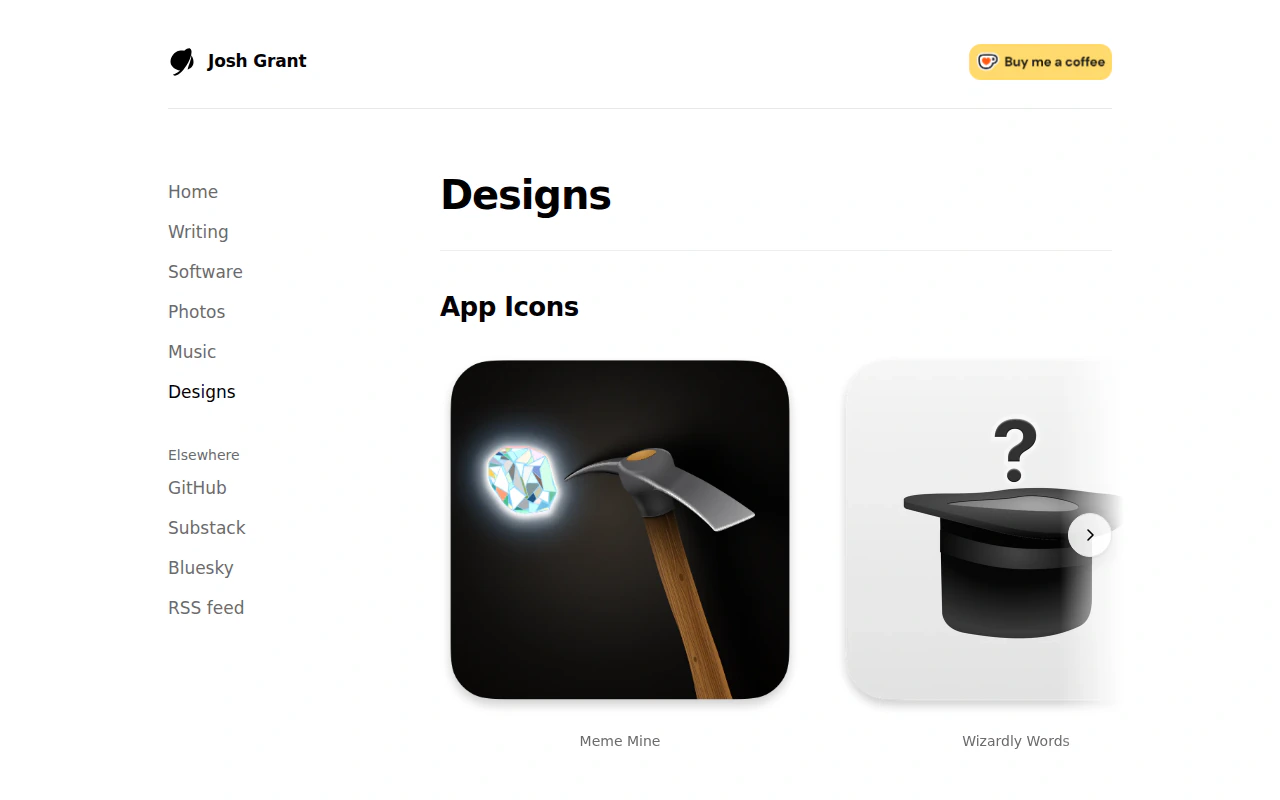 Josh Grant
Buy me a coffee
Home
Writing
Software
Photos
Music
Designs
Elsewhere
GitHub
Substack
Bluesky
RSS feed
Designs
App Icons
?
Meme Mine
Wizardly Words